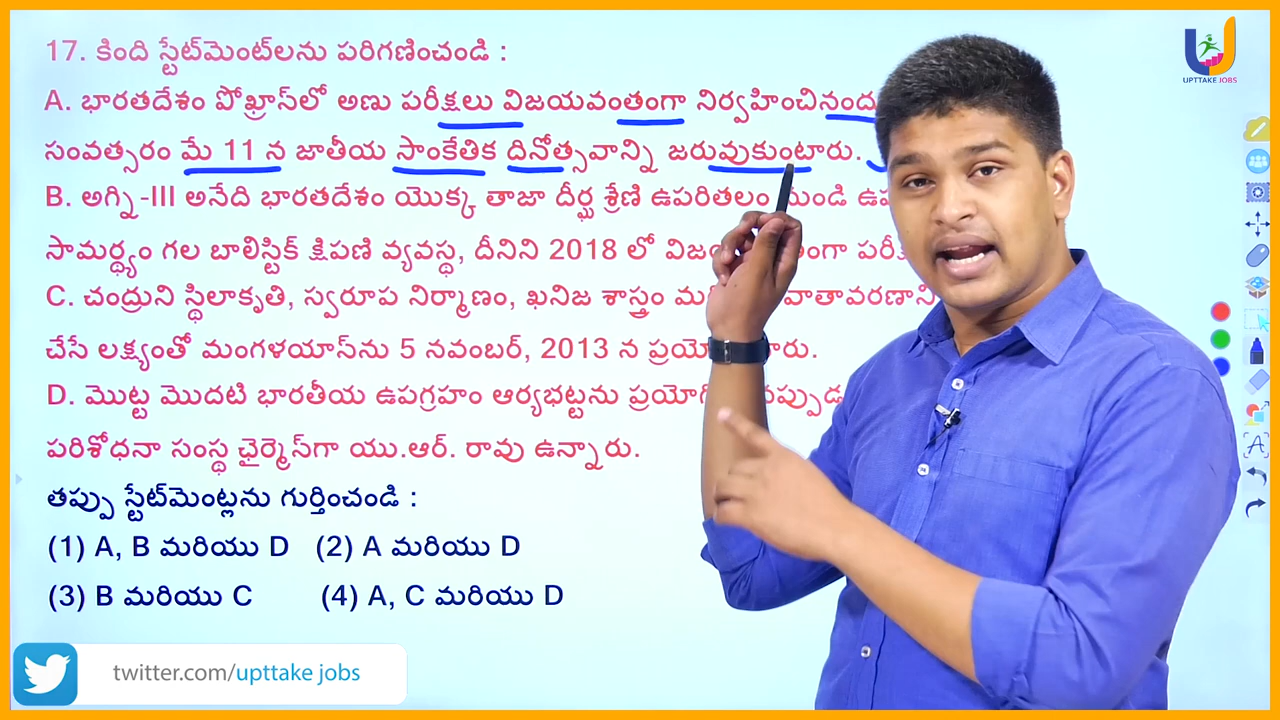 17. కింది స్టేట్‌మెంట్‌లను పరిగణించండి :
A. భారతదేశం పోఖ్రాన్‌లో అణు పరీక్షలు విజయవంతంగా
సంవత్సరం మే 11 న జాతీయ సాంకేతిక దినోత్సవాన్ని జరువుకుంటారు.
B. అగ్ని-III అనేది భారతదేశం యొక్క తాజా దీర్ఘ శ్రేణి ఉపరితలం నుండి
సామర్థ్యం గల బాలిస్టిక్ క్షిపణి వ్యవస్థ, దీనిని 2018 లో
C. చంద్రుని స్థిలాకృతి, స్వరూప నిర్మాణం, ఖనిజ శాస్త్రం
చేసే లక్ష్యంతో మంగళయాన్‌ను 5 నవంబర్, 2013 న
D. మొట్ట మొదటి భారతీయ ఉపగ్రహం ఆర్యభట్టను
పరిశోధనా సంస్థ ఛైర్మెన్‌గా యు.ఆర్. రావు ఉన్నారు.
తప్పు స్టేట్‌మెంట్లను గుర్తించండి :
(1) A, B మరియు D (2) A మరియు D
(3) B మరియు C (4) A, C మరియు D
UPTTAKE JOBS
twitter.com/upttake jobs